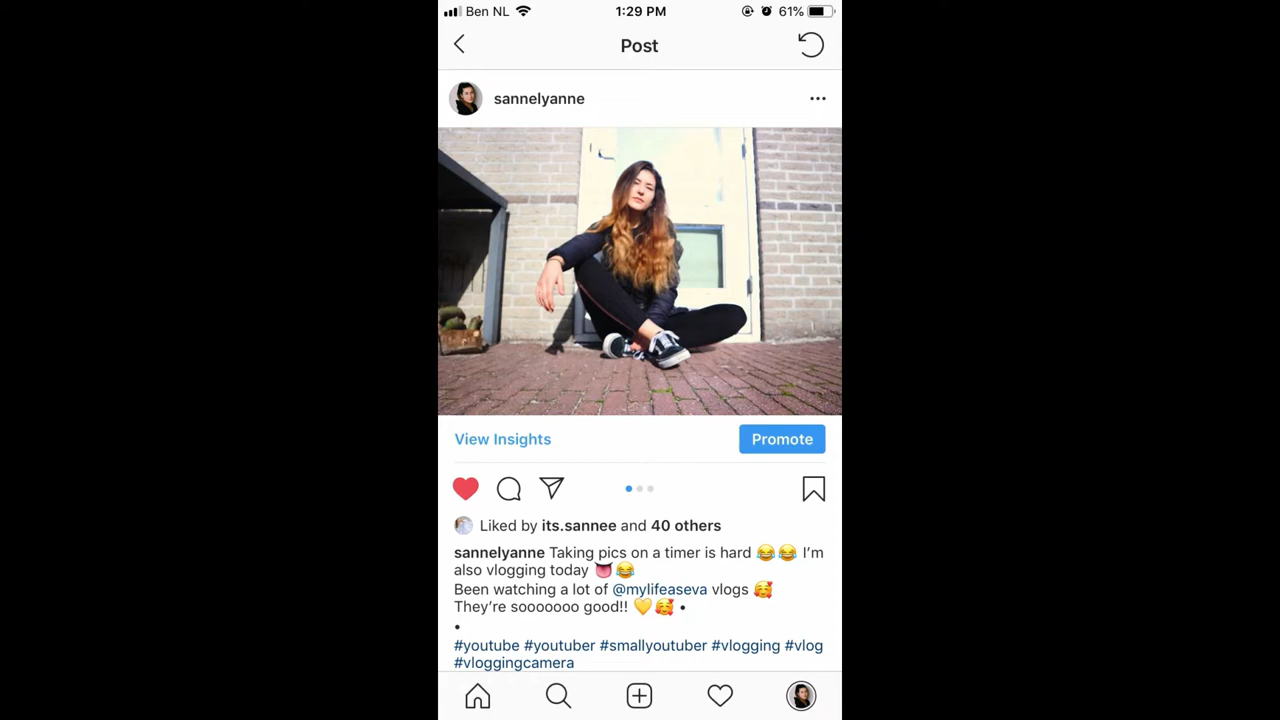 Ben NL 1:29 PM 61%
Post
sannelyanne
View Insights Promote
Liked by its.sannee and 40 others
sannelyanne Taking pics on a timer is hard 😂😂 I’m
also vlogging today 👅😂
Been watching a lot of @mylifeaseva vlogs 🥰
They’re sooooooo good!! 💛🥰 •
•
#youtube #youtuber #smallyoutuber #vlogging #vlog
#vloggingcamera